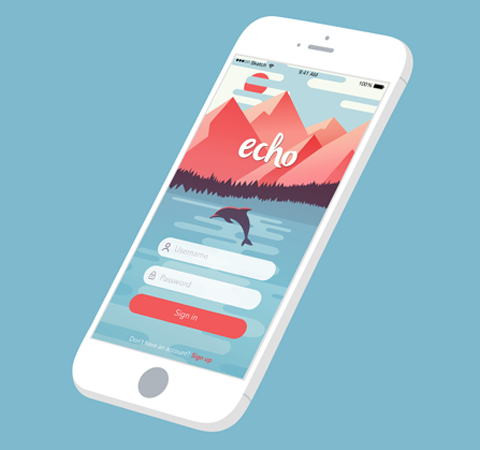 Sketch 9:41 AM 100%
echo
Username
Password
Sign in
Don't have an account? Sign up